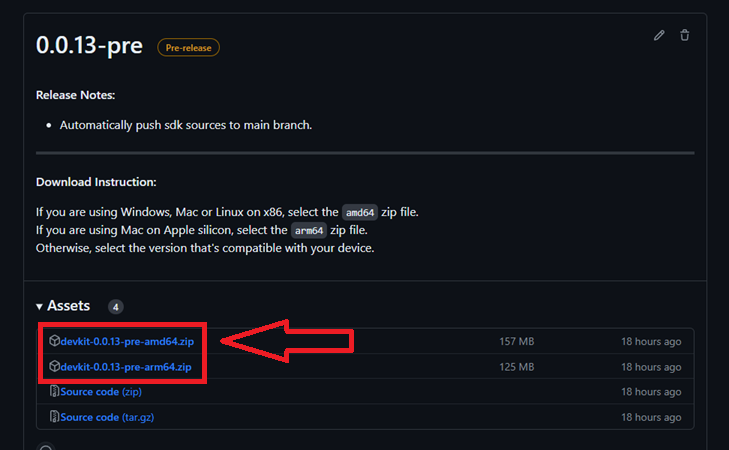 0.0.13-pre Pre-release
Release Notes:
• Automatically push sdk sources to main branch.
Download Instruction:
If you are using Windows, Mac or Linux on x86, select the amd64 zip file.
If you are using Mac on Apple silicon, select the arm64 zip file.
Otherwise, select the version that's compatible with your device.
▾ Assets 4
devkit-0.0.13-pre-amd64.zip 157 MB 18 hours ago
devkit-0.0.13-pre-arm64.zip 125 MB 18 hours ago
Source code (zip) 18 hours ago
Source code (tar.gz) 18 hours ago